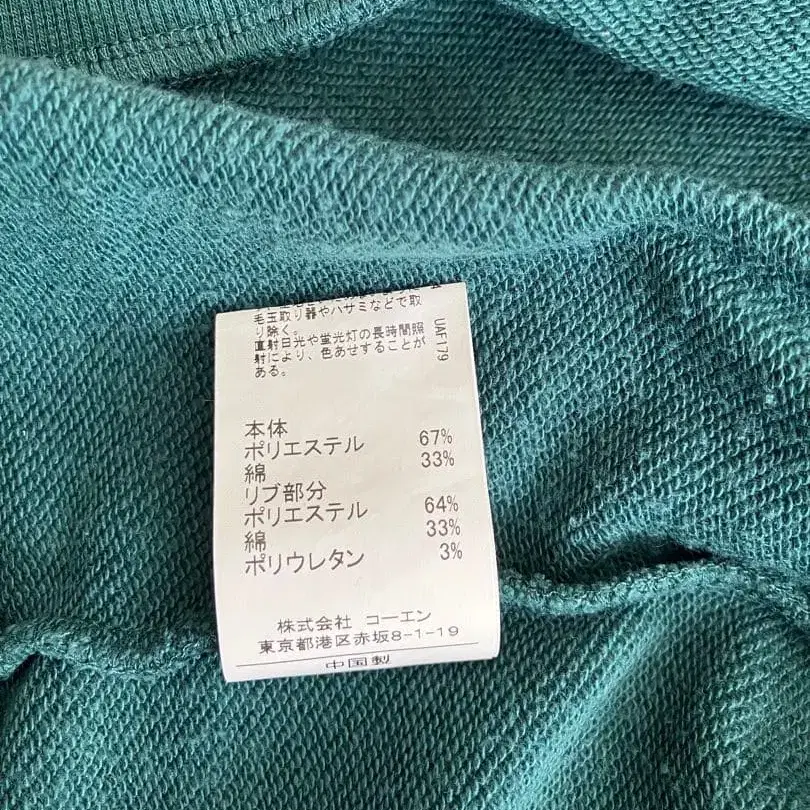 毛玉取り器やハサミなどで取
り除く。
直射日光や蛍光灯の長時間照
射により、色あせすることが
ある。
UAF179
本体
ポリエステル 67%
綿 33%
リブ部分
ポリエステル 64%
綿 33%
ポリウレタン 3%
株式会社 コーエン
東京都港区赤坂8-1-19
中国製